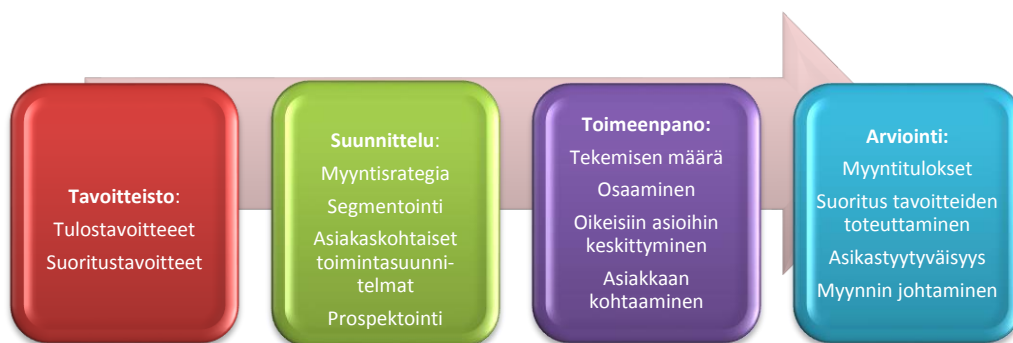 Tavoitteisto:
Tulostavoitteeet
Suoritustavoitteet
Suunnittelu:
Myyntisrategia
Segmentointi
Asiakaskohtaiset
toimintasuunni-
telmat
Prospektointi
Toimeenpano:
Tekemisen määrä
Osaaminen
Oikeisiin asioihin
keskittyminen
Asiakkaan
kohtaaminen
Arviointi:
Myyntitulokset
Suoritus tavoitteiden
toteuttaminen
Asikastyytyväisyys
Myynnin johtaminen